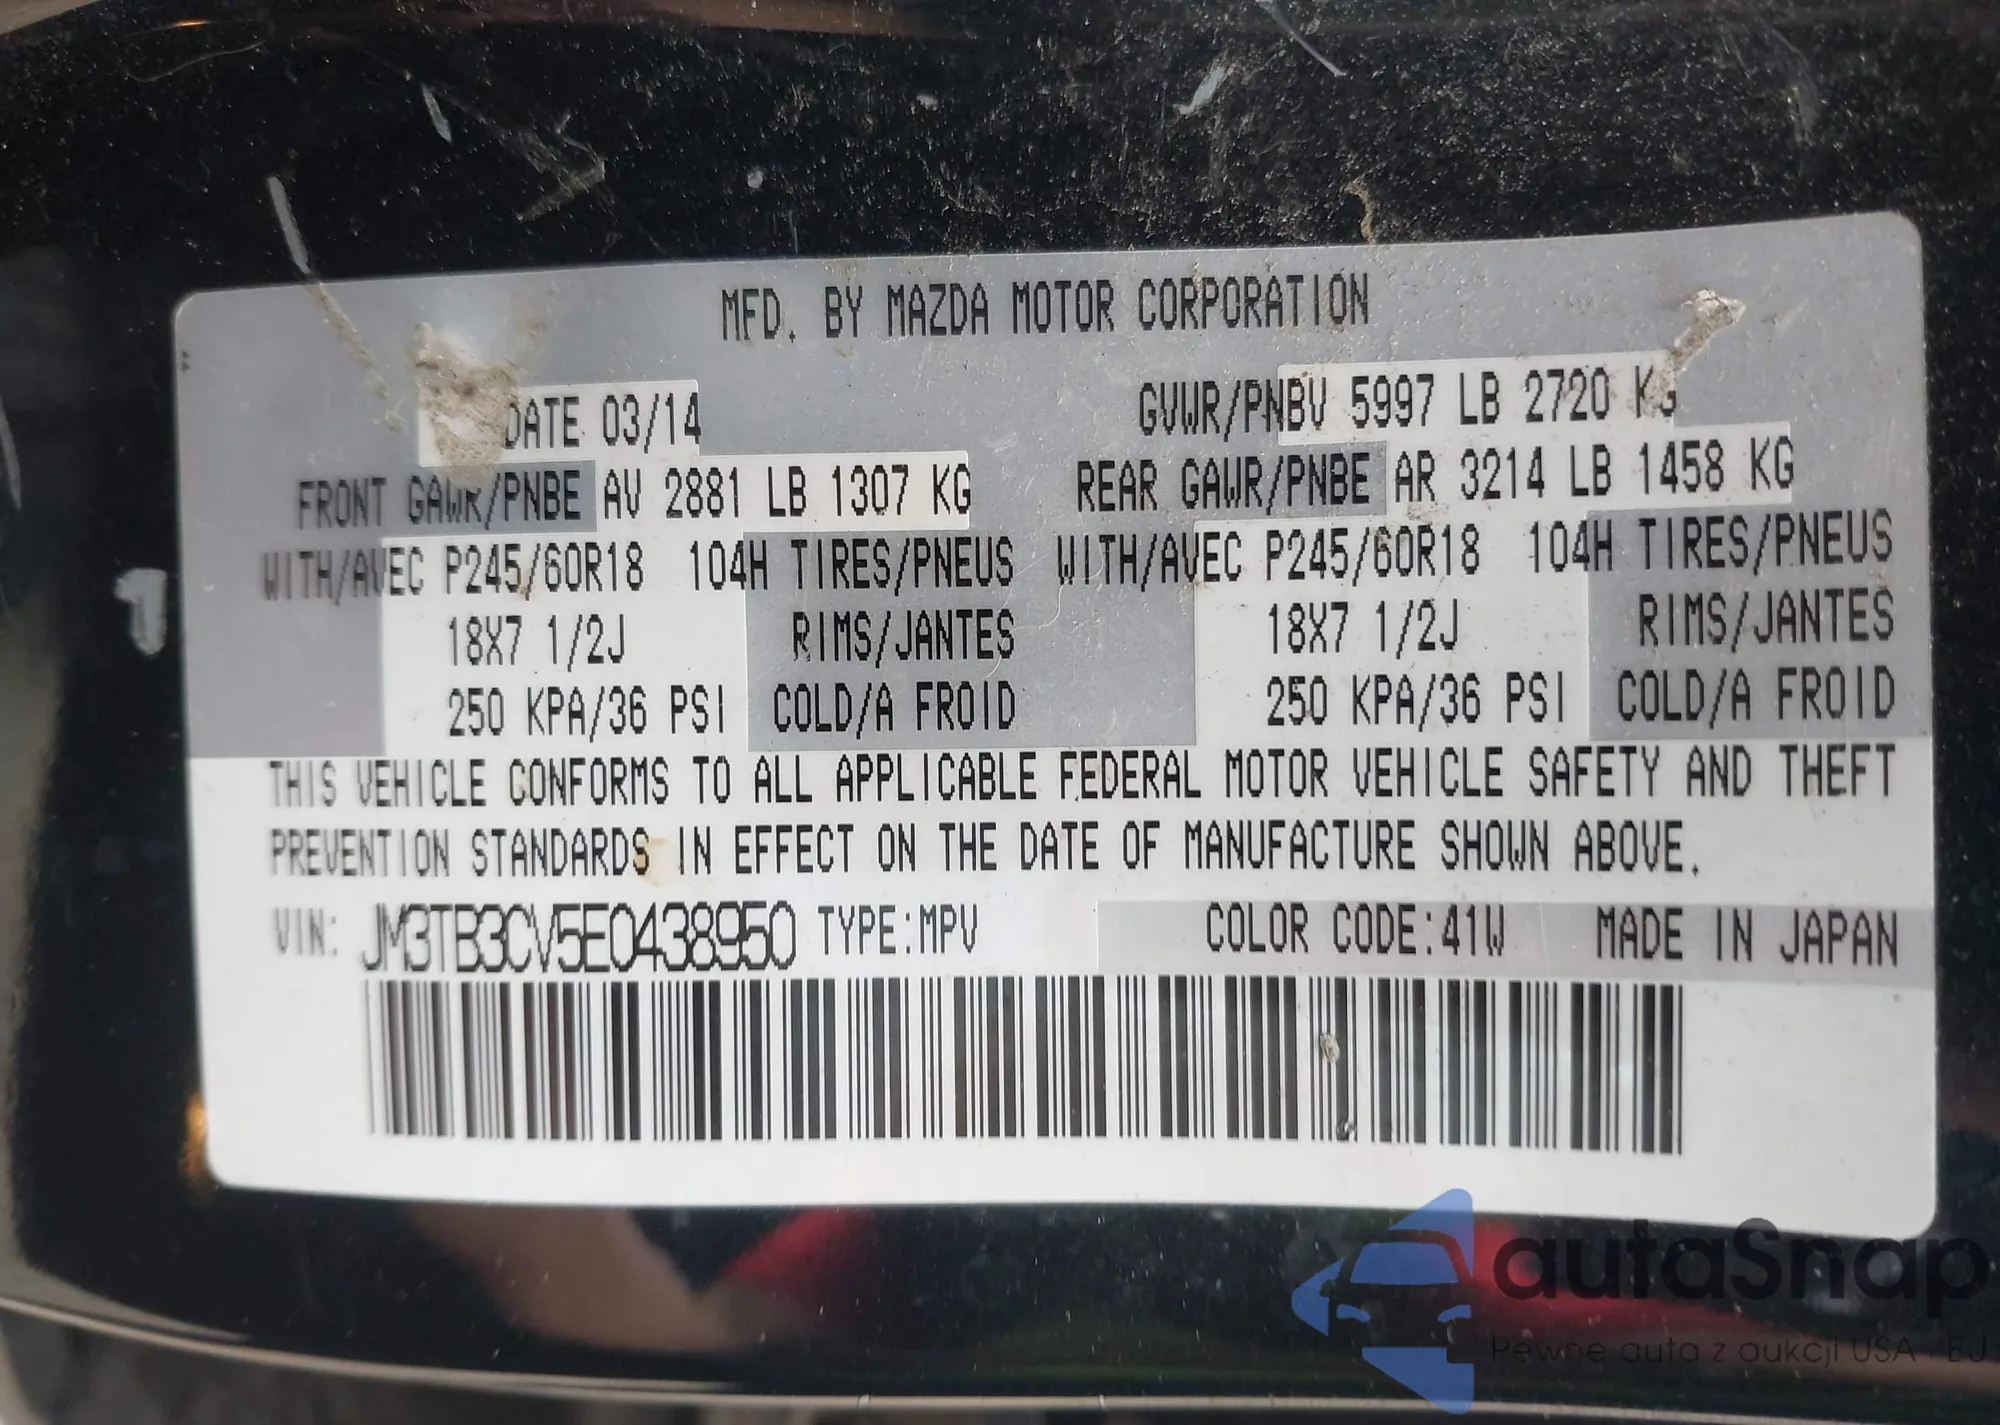 MFD. BY MAZDA MOTOR CORPORATION
DATE 03/14 GVWR/PNBV 5997 LB 2720 KG
FRONT GAWR/PNBE AV 2881 LB 1307 KG REAR GAWR/PNBE AR 3214 LB 1458 KG
WITH/AVEC P245/60R18 104H TIRES/PNEUS WITH/AVEC P245/60R18 104H TIRES/PNEUS
18X7 1/2J RIMS/JANTES 18X7 1/2J RIMS/JANTES
250 KPA/36 PSI COLD/A FROID 250 KPA/36 PSI COLD/A FROID
THIS VEHICLE CONFORMS TO ALL APPLICABLE FEDERAL MOTOR VEHICLE SAFETY AND THEFT
PREVENTION STANDARDS IN EFFECT ON THE DATE OF MANUFACTURE SHOWN ABOVE.
VIN: JM3TB3CV5E0438950 TYPE:MPV COLOR CODE:41W MADE IN JAPAN
1
autaSnap
Pewne auta z aukcji USA i EU